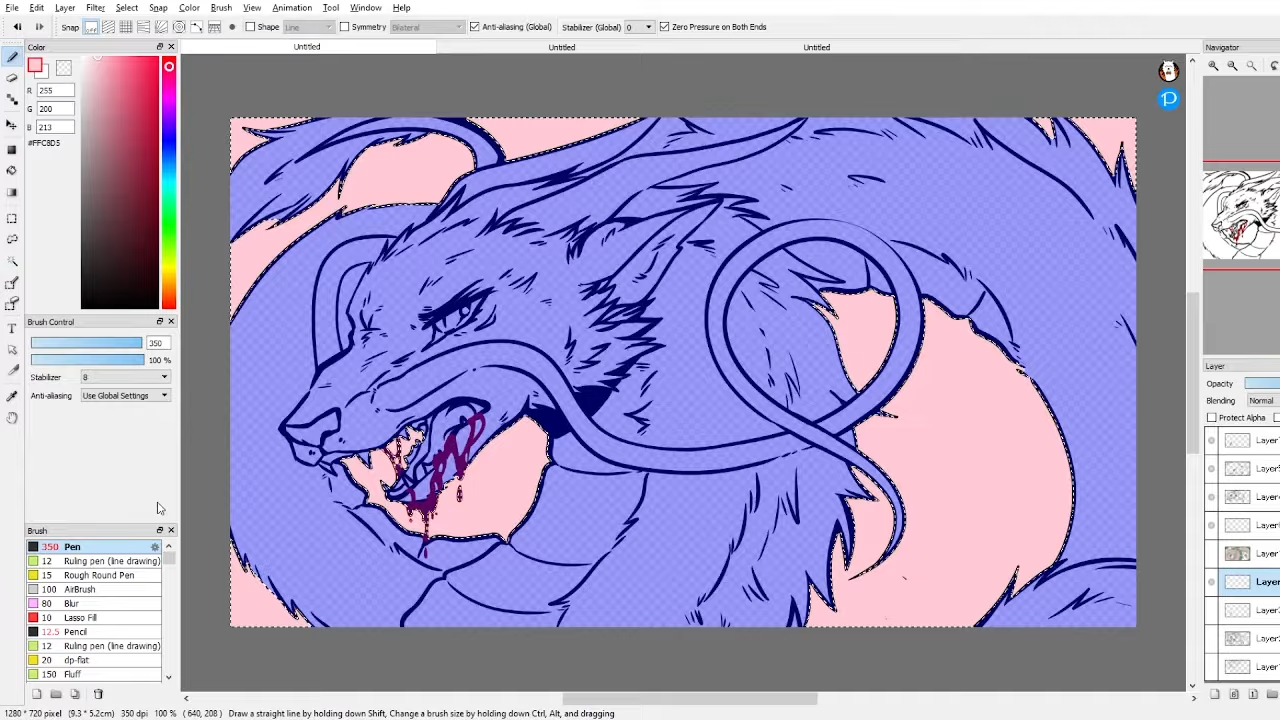 File Edit Layer Filter Select Snap Color Brush View Animation Tool Window Help
Snap off Shape Line Symmetry Bilateral Anti-aliasing (Global) Stabilizer (Global) 0 Zero Pressure on Both Ends
Color
Untitled Untitled Untitled
Navigator
R 255
G 200
B 213
#FFC8D5
Brush Control
350
100 %
Stabilizer 8
Anti-aliasing Use Global Settings
Brush
350 Pen
12 Ruling pen (line drawing)
15 Rough Round Pen
100 AirBrush
80 Blur
10 Lasso Fill
12.5 Pencil
12 Ruling pen (line drawing)
20 dp-flat
150 Fluff
Layer
Opacity
Blending Normal
Protect Alpha
1280 * 720 pixel (9.3 * 5.2cm) 350 dpi 100 % ( 640, 208 ) Draw a straight line by holding down Shift, Change a brush size by holding down Ctrl, Alt, and dragging